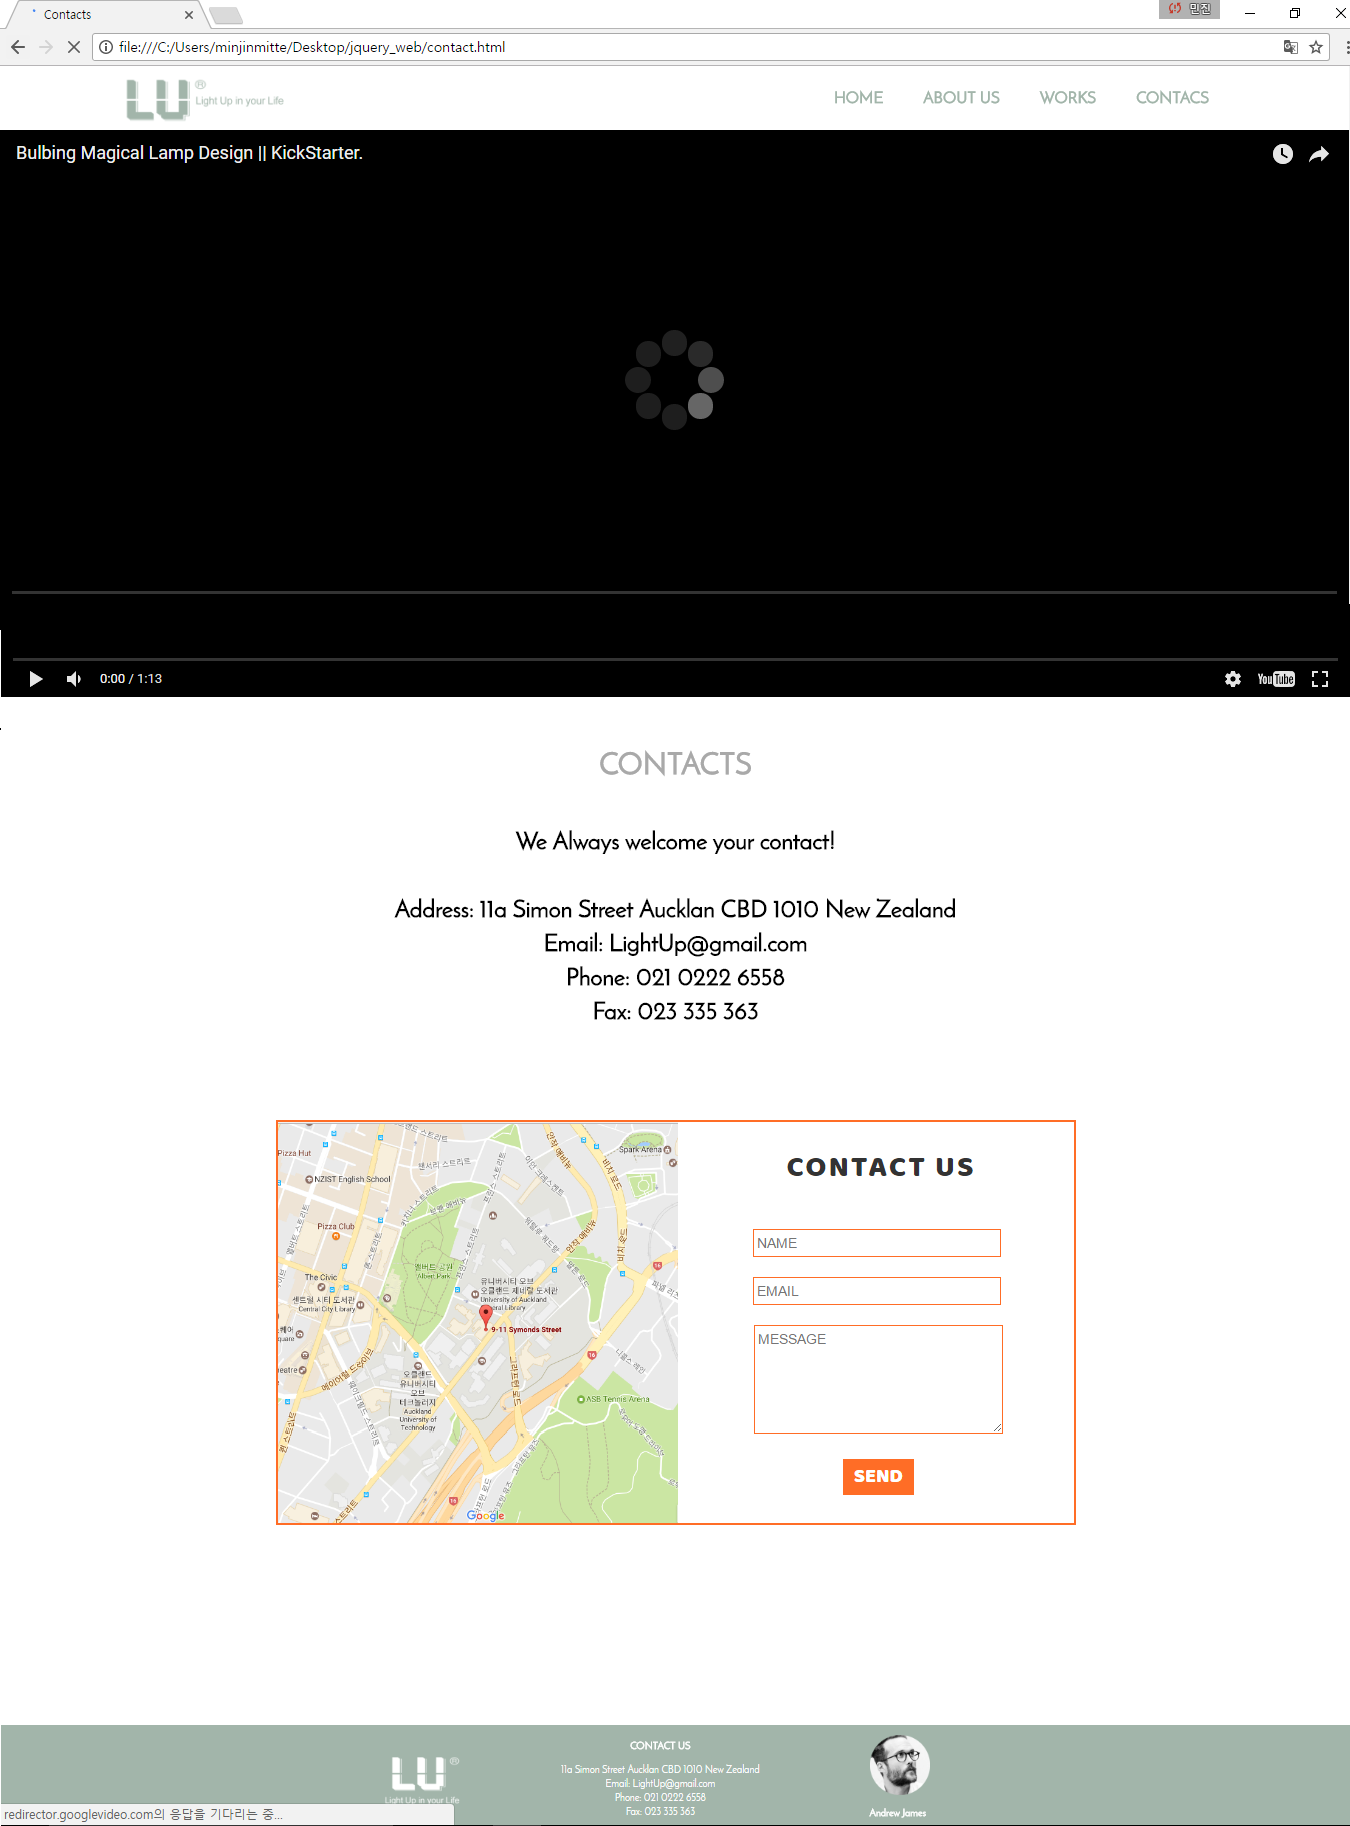 Contacts
민진
file:///C:/Users/minjinmitte/Desktop/jquery_web/contact.html
LU®
Light Up in your Life
HOME ABOUT US WORKS CONTACS
Bulbing Magical Lamp Design || KickStarter.
0:00 / 1:13
YouTube
CONTACTS
We Always welcome your contact!
Address: 11a Simon Street Aucklan CBD 1010 New Zealand
Email: LightUp@gmail.com
Phone: 021 0222 6558
Fax: 023 335 363
Pizza Hut
NZIST English School
Pizza Club
The Civic
센트럴 시티 도서관
Central City Library
Spark Arena
앨버트 공원
Albert Park
유니버시티 오브
오클랜드 제네럴 도서관
University of Auckland
eral Library
9-11 Symonds Street
오클랜드
유니버시티
오브
테크놀러지
Auckland
University of
Technology
ASB Tennis Arena
16
16
16
Google
CONTACT US
NAME
EMAIL
MESSAGE
SEND
LU®
Light Up in your Life
CONTACT US
11a Simon Street Aucklan CBD 1010 New Zealand
Email: LightUp@gmail.com
Phone: 021 0222 6558
Fax: 023 335 363
Andrew James
redirector.googlevideo.com의 응답을 기다리는 중...